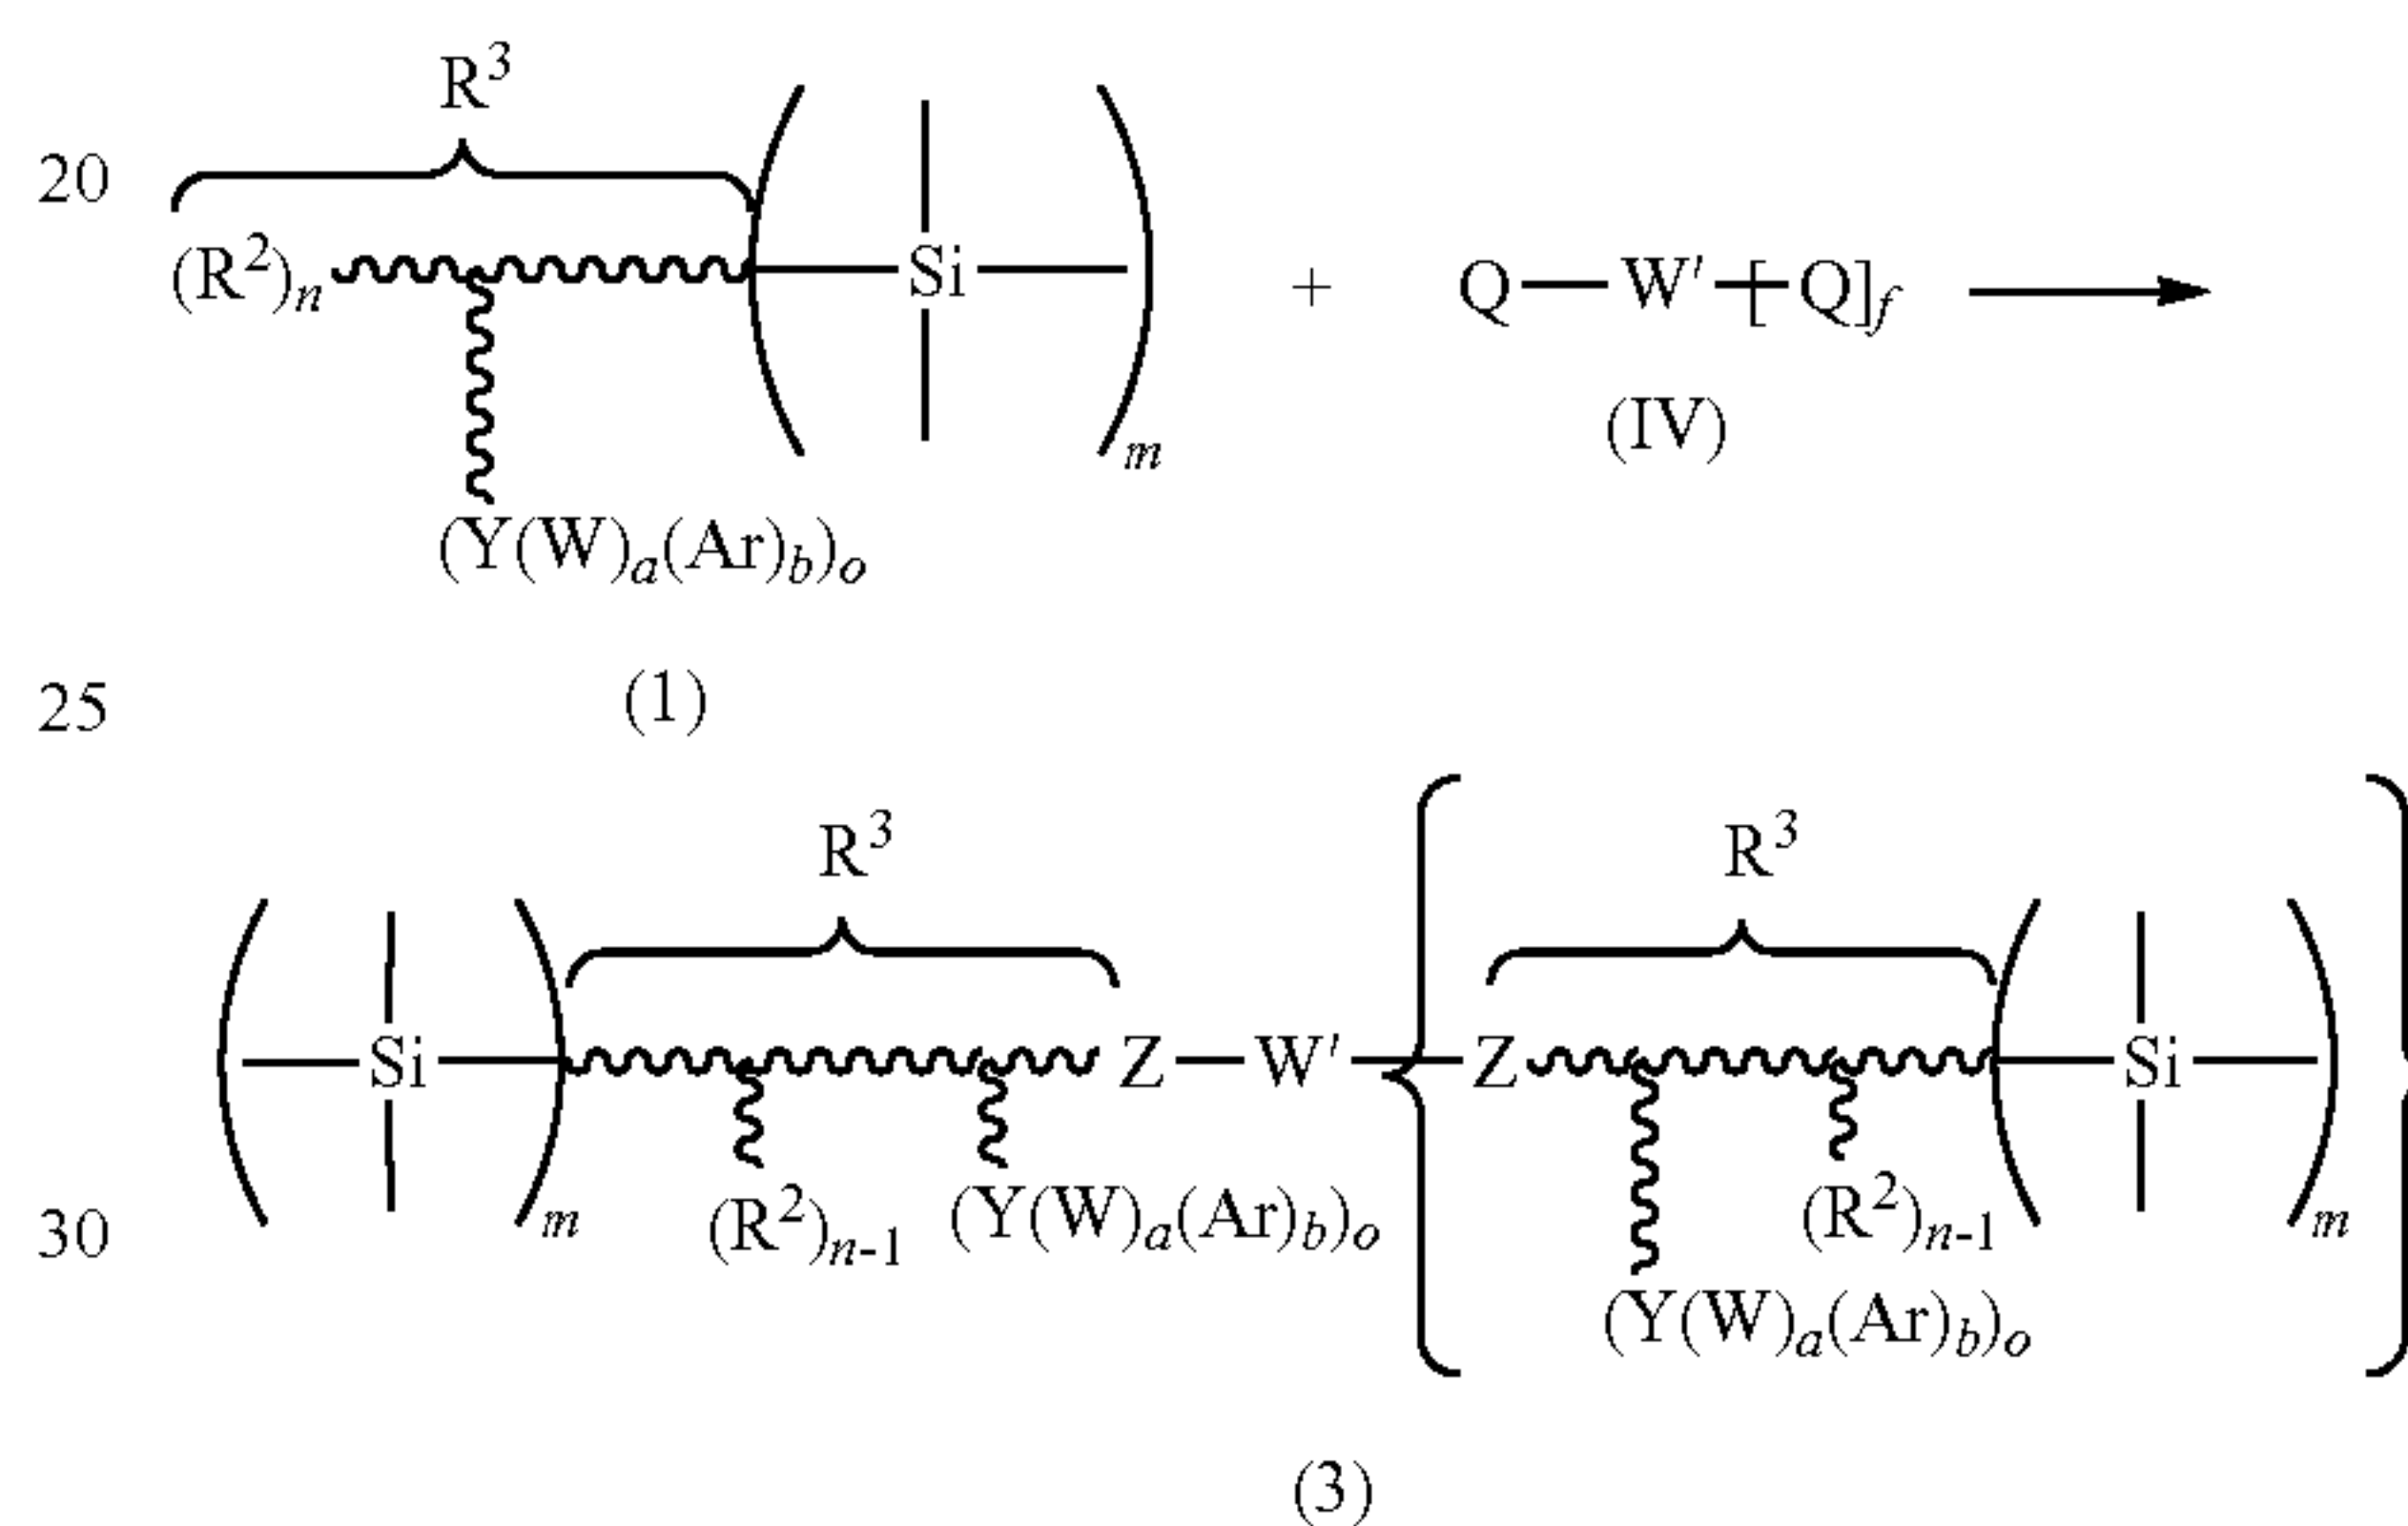 R³
20
(R²)n Si + Q—W'—[Q]f
m
(IV)
(Y(W)a(Ar)b)o
25 (1)
R³ R³
Si Z—W' Z Si
30 m (R²)n-1 (Y(W)a(Ar)b)o (R²)n-1 m
(Y(W)a(Ar)b)o
(3)